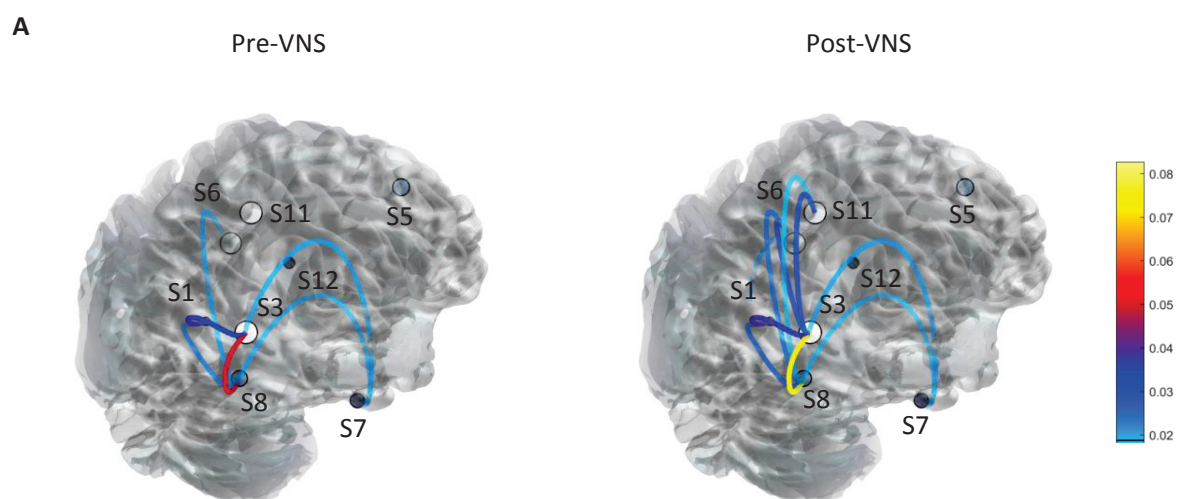 A
Pre-VNS
Post-VNS
S6
S11
S5
S12
S1
S3
S8
S7
S6
S11
S5
S12
S1
S3
S8
S7
0.08
0.07
0.06
0.05
0.04
0.03
0.02